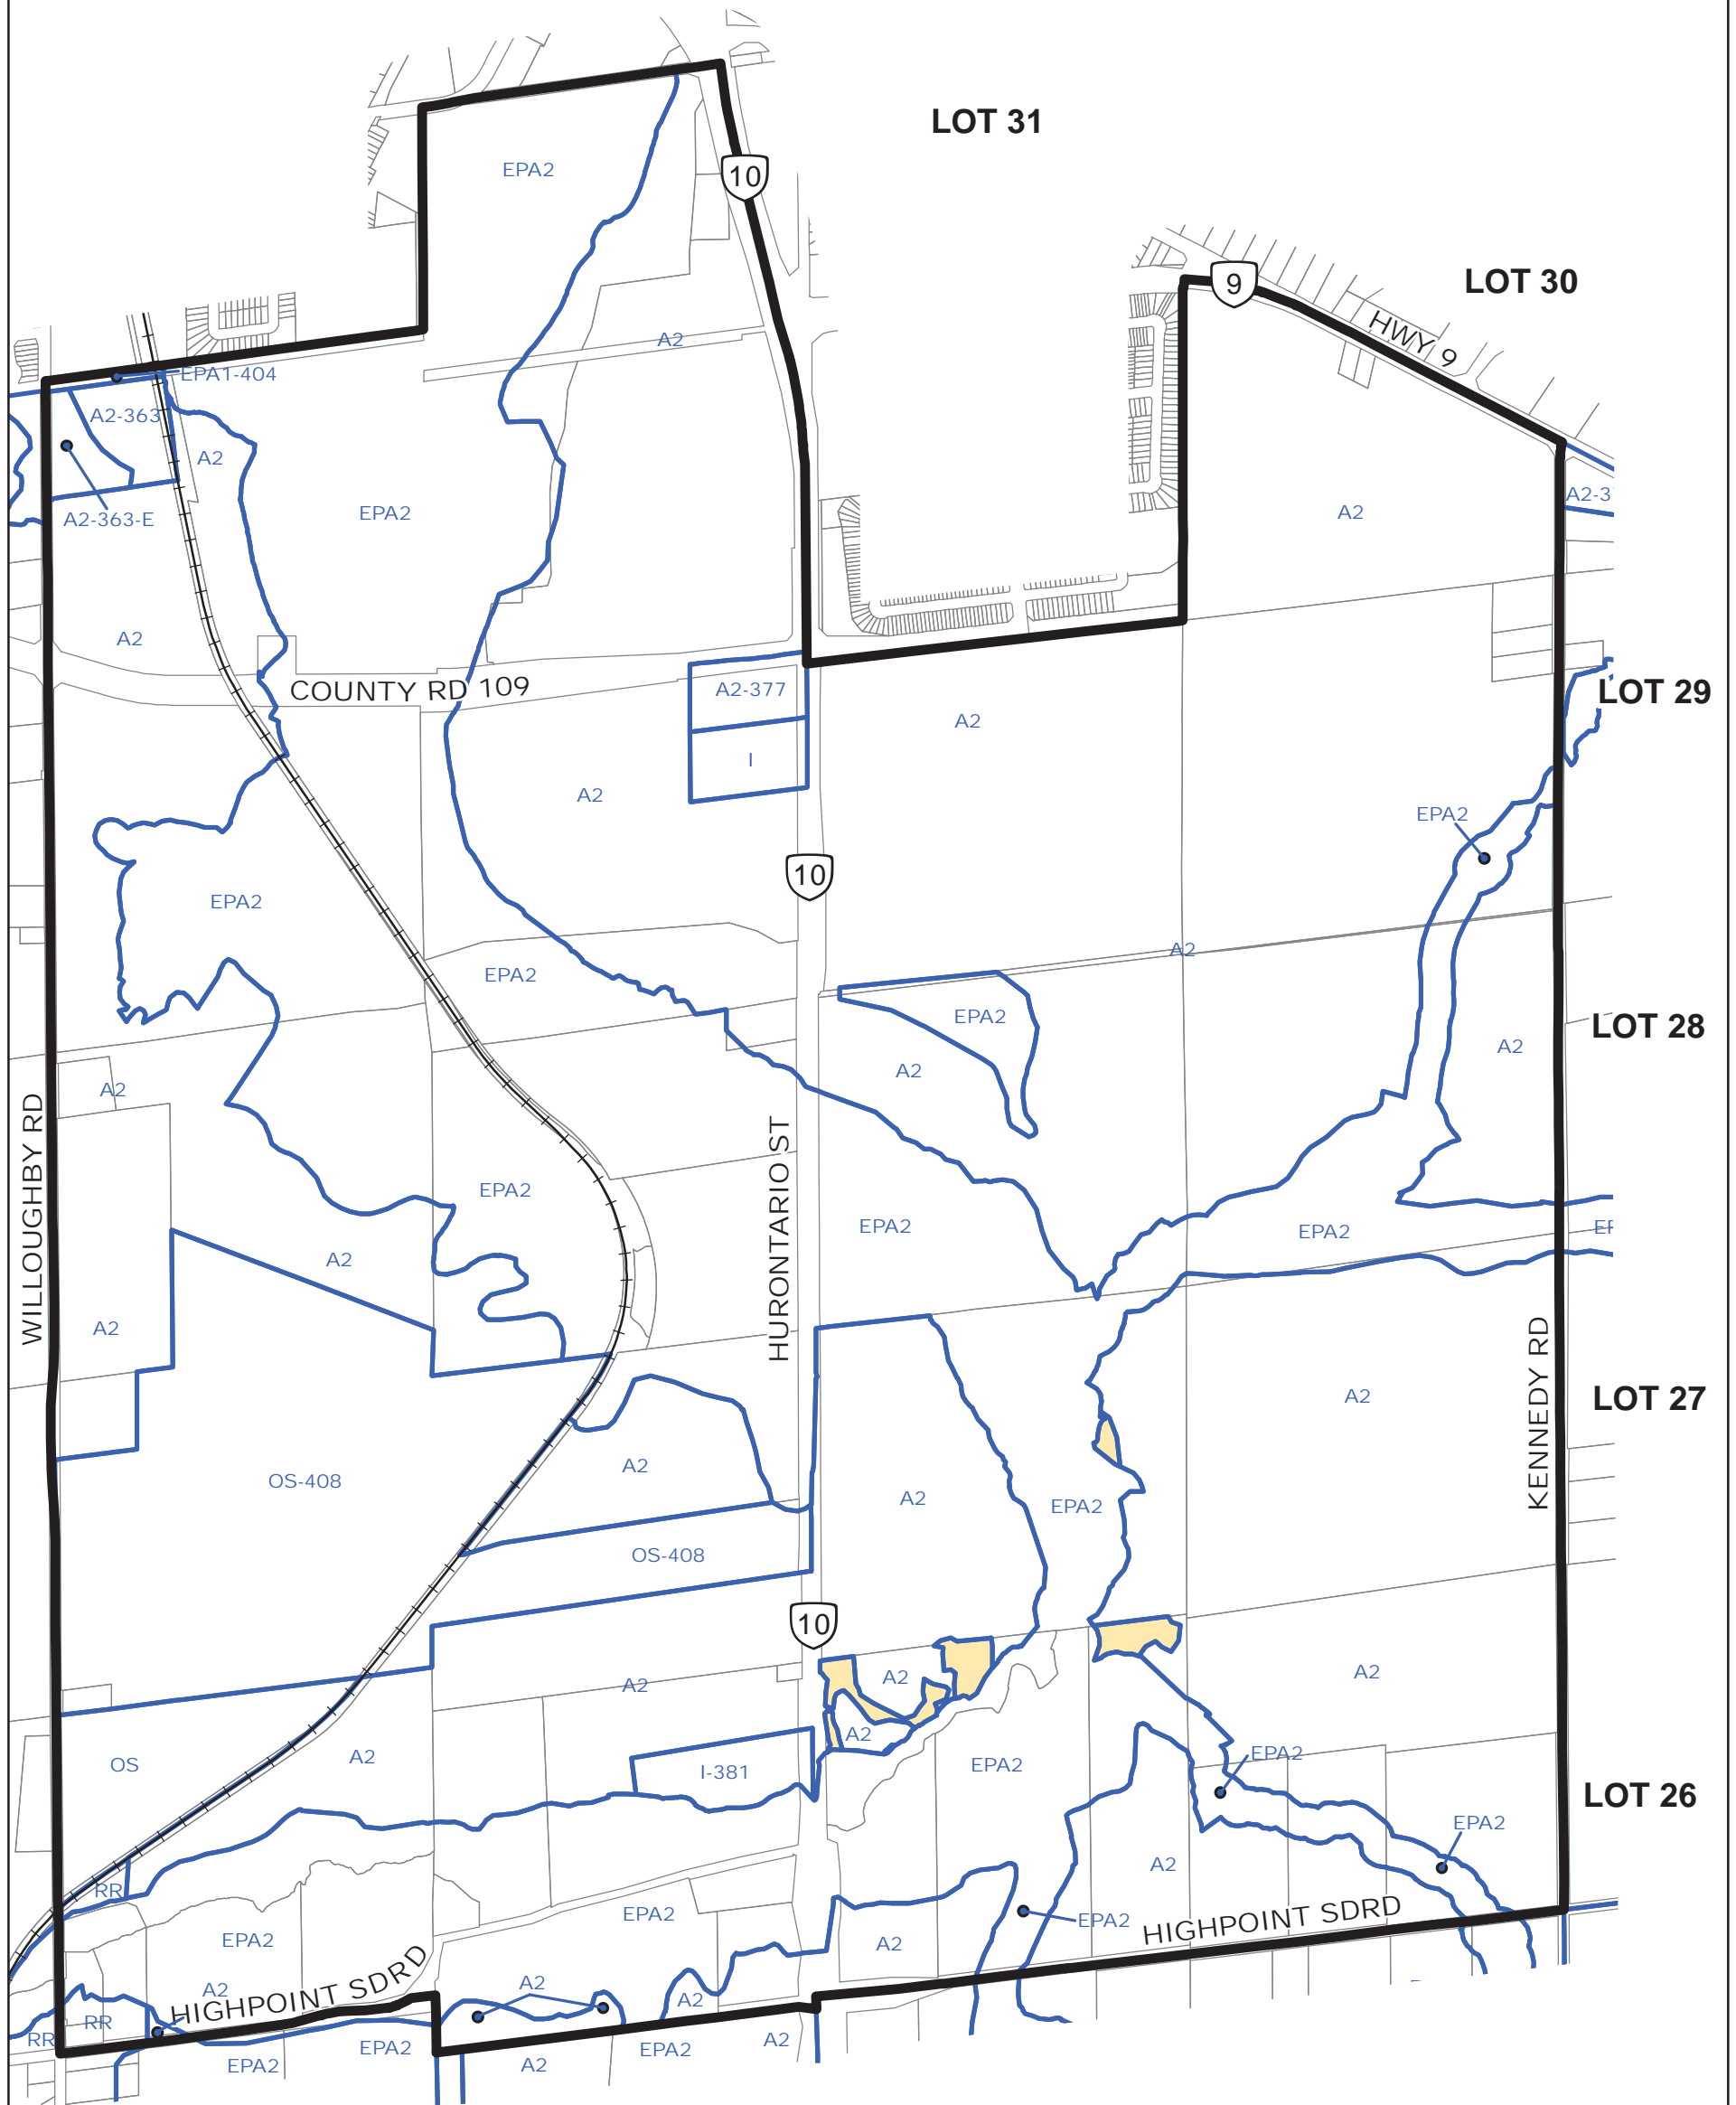 LOT 31
EPA2
10
9
LOT 30
HWY 9
A2
EPA1-404
A2-363
A2
A2-363-E
EPA2
A2
A2-3
A2
COUNTY RD 109
A2-377
LOT 29
A2
I
A2
EPA2
10
EPA2
EPA2
A2
EPA2
LOT 28
A2
A2
A2
WILLOUGHBY RD
HURONTARIO ST
EPA2
EPA2
EPA2
A2
A2
KENNEDY RD
A2
LOT 27
A2
OS-408
A2
EPA2
OS-408
10
A2
A2
A2
A2
OS
A2
I-381
EPA2
EPA2
LOT 26
EPA2
A2
RR
EPA2
EPA2
EPA2
HIGHPOINT SDRD
A2
A2
HIGHPOINT SDRD
A2
A2
RR
RR
EPA2
EPA2
A2
EPA2
A2